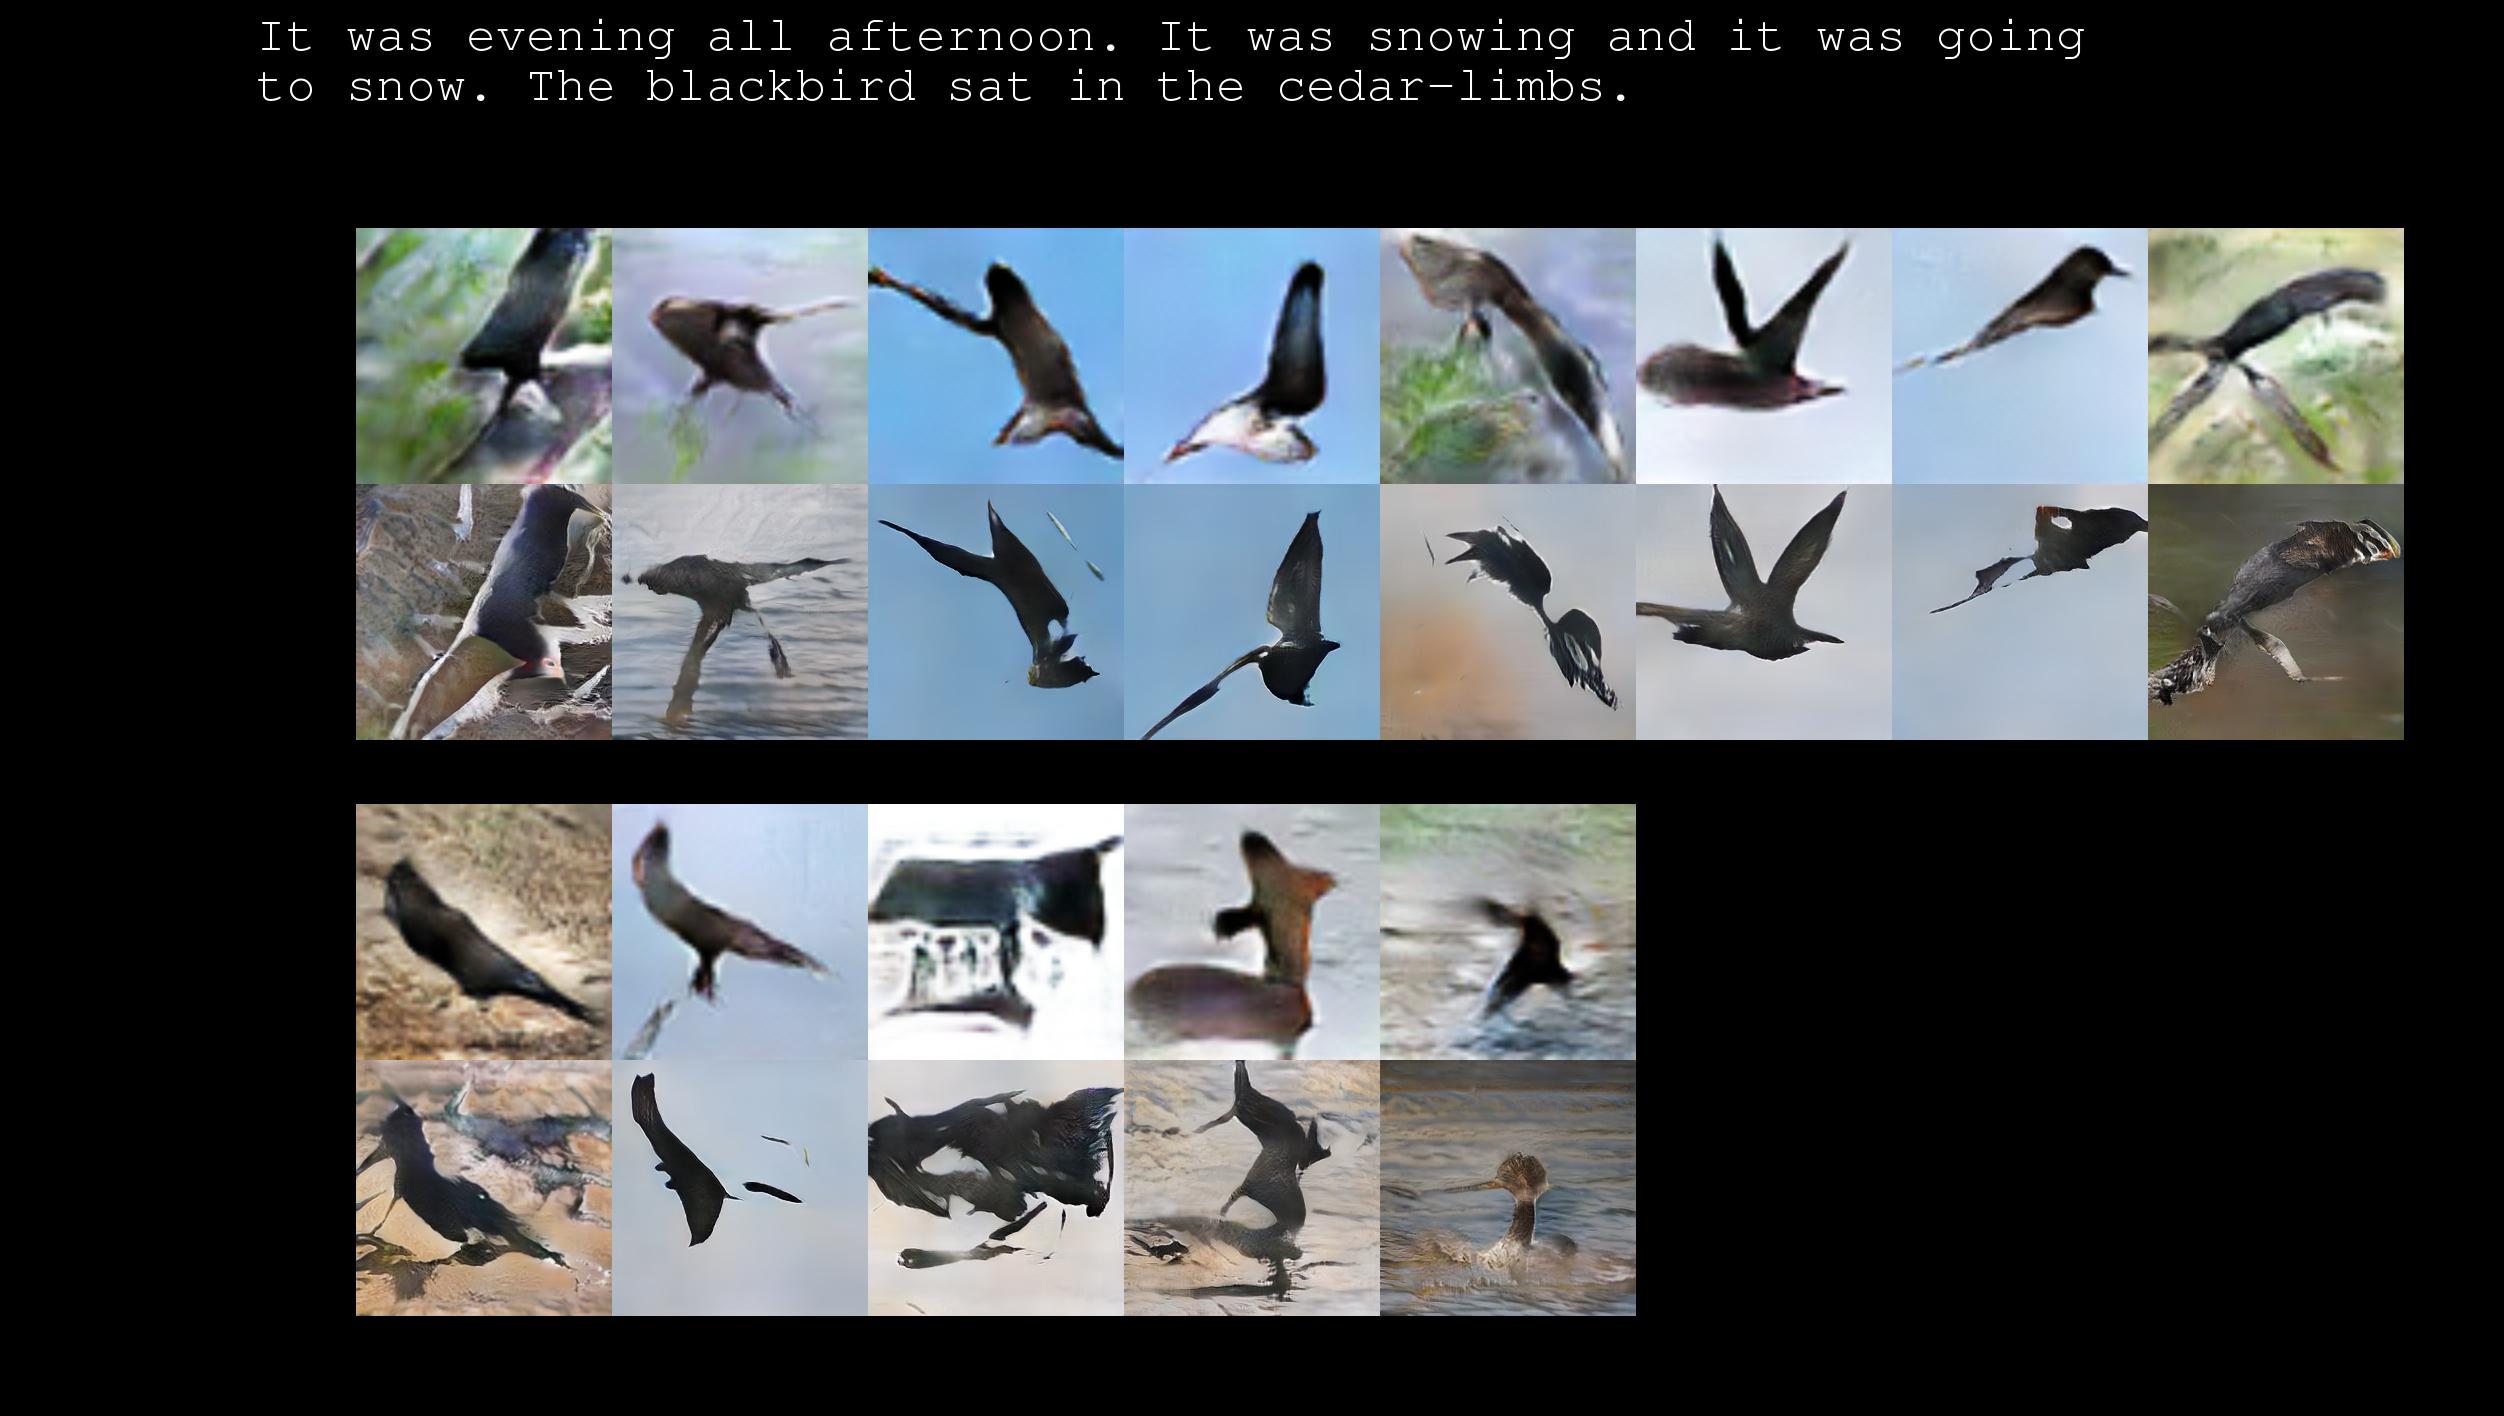 It was evening all afternoon. It was snowing and it was going
to snow. The blackbird sat in the cedar-limbs.